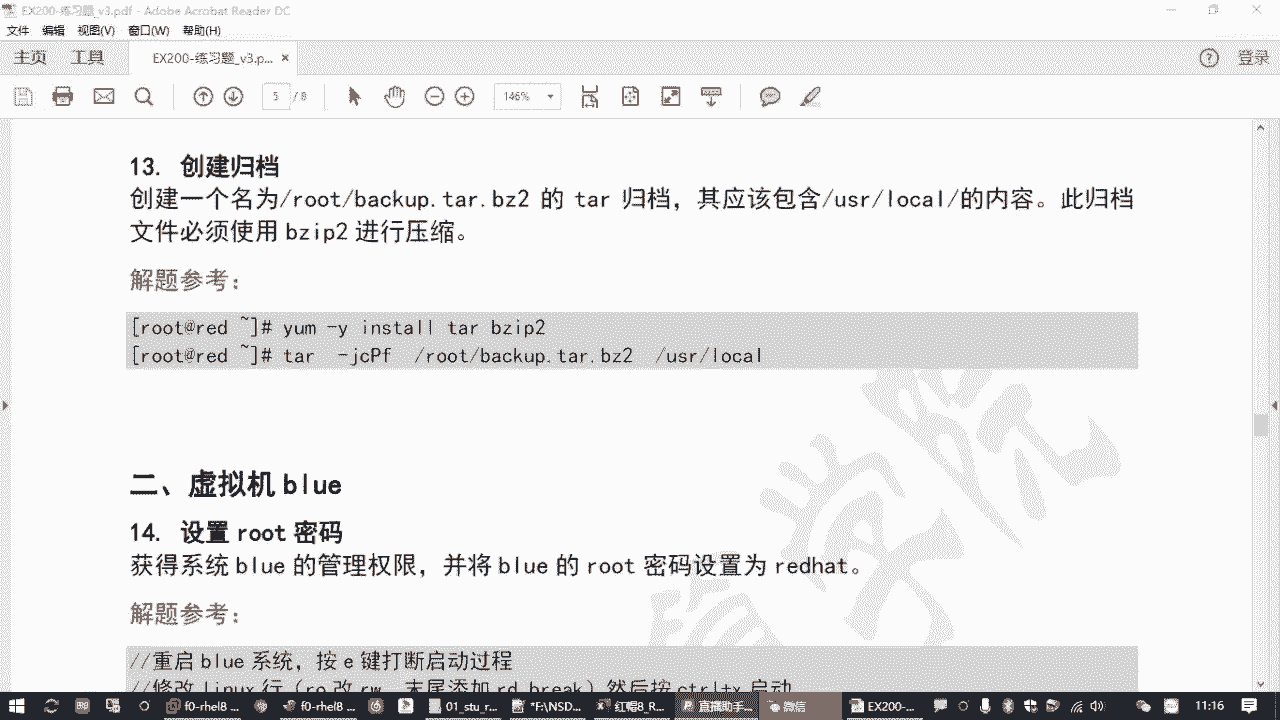 EX200-练习题_v3.pdf - Adobe Acrobat Reader DC
文件 编辑 视图(V) 窗口(W) 帮助(H)
主页 工具 EX200-练习题_v3.p... × 登录
5 / 8 146%
13. 创建归档
创建一个名为/root/backup.tar.bz2 的 tar 归档，其应该包含/usr/local/的内容。此归档
文件必须使用 bzip2 进行压缩。
解题参考：
[root@red ~]# yum -y install tar bzip2
[root@red ~]# tar -jcPf /root/backup.tar.bz2 /usr/local
二、虚拟机 blue
14. 设置 root 密码
获得系统 blue 的管理权限，并将 blue 的 root 密码设置为 redhat。
解题参考：
//重启 blue 系统，按 e 键打断启动过程
//修改 linux 行（ro 改 rw，末尾添加 rd.break）然后按 ctrl+x 启动
f0-rhel8 ... f0-rhel8 ... 01_stu_r... *F:\SD... 红帽8_R... 直播助手... 微信 EX200-... 11:16